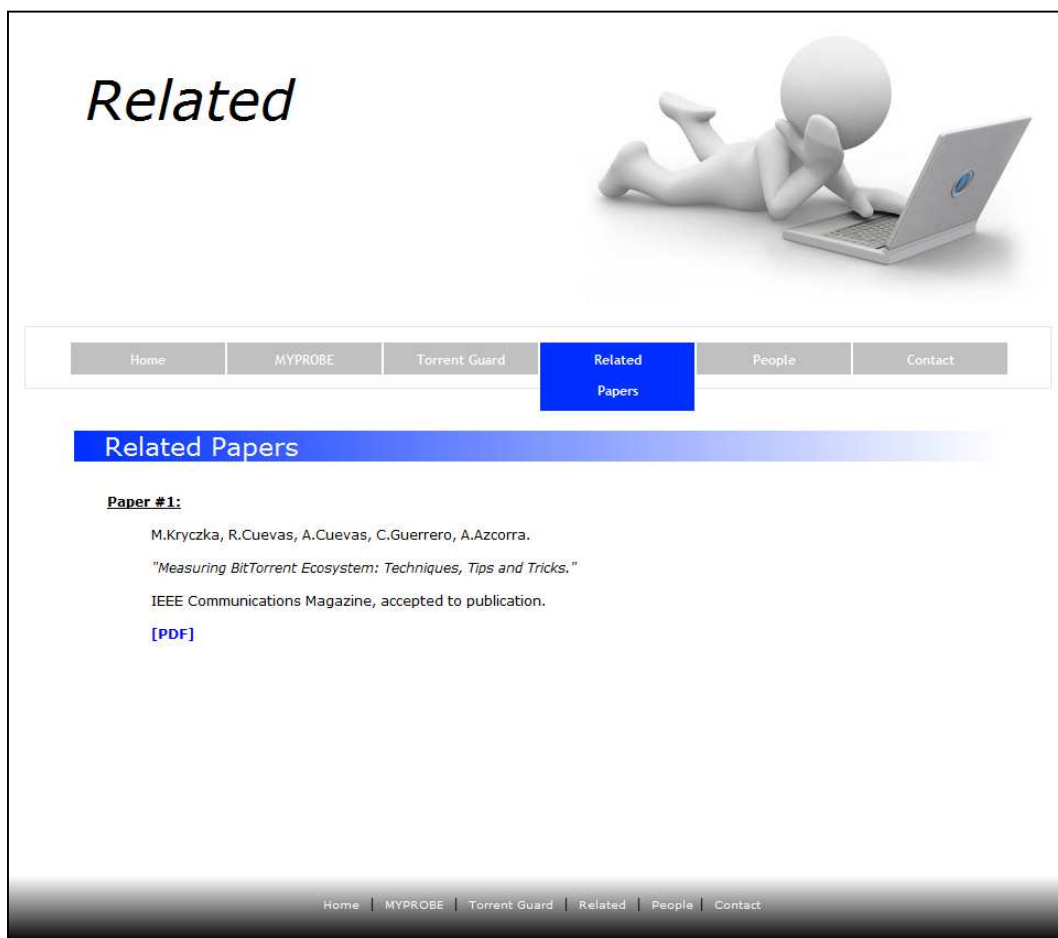 Related
Home MYPROBE Torrent Guard Related Papers People Contact
Related Papers
Paper #1:
M.Kryczka, R.Cuevas, A.Cuevas, C.Guerrero, A.Azcorra.
"Measuring BitTorrent Ecosystem: Techniques, Tips and Tricks."
IEEE Communications Magazine, accepted to publication.
[PDF]
Home | MYPROBE | Torrent Guard | Related | People | Contact